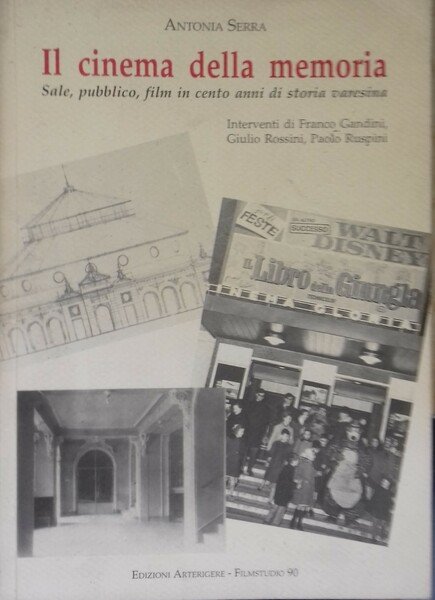 ANTONIA SERRA
Il cinema della memoria
Sale, pubblico, film in cento anni di storia varesina
Interventi di Franco Gandini,
Giulio Rossini, Paolo Ruspini
FESTE
SUCCESSO
WALT
DISNEY
Il Libro della Giungla
TECHNICOLOR
EDIZIONI ARTERIGERE - FILMSTUDIO 90